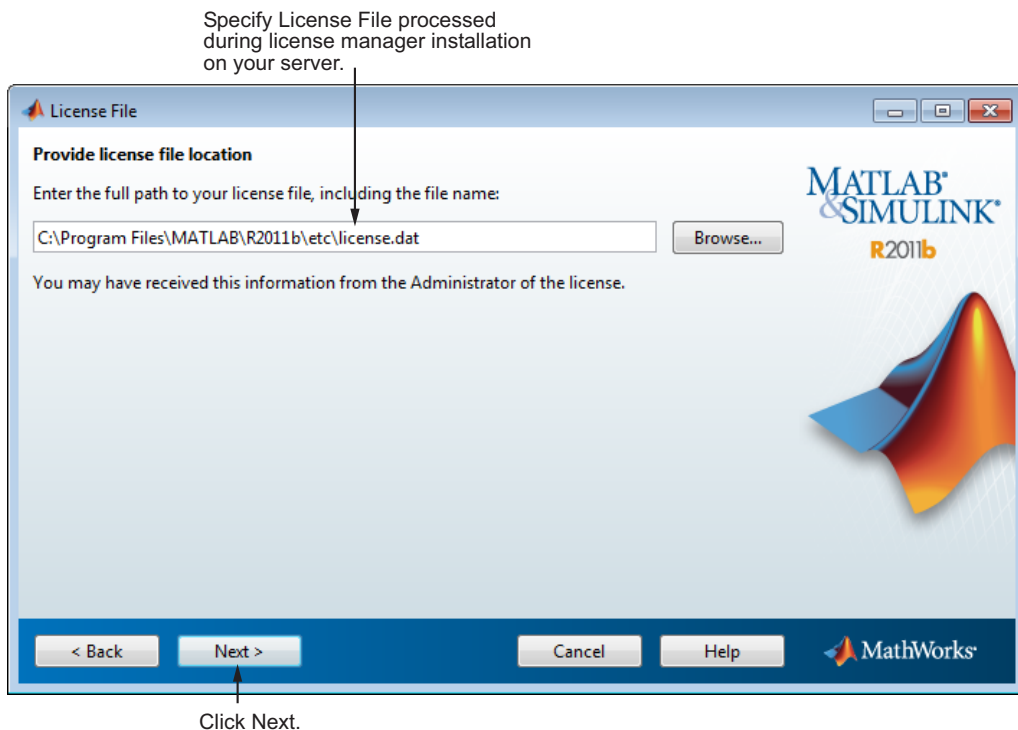 Specify License File processed
during license manager installation
on your server.
License File
Provide license file location
Enter the full path to your license file, including the file name:
C:\Program Files\MATLAB\R2011b\etc\license.dat
Browse...
You may have received this information from the Administrator of the license.
MATLAB®
&SIMULINK®
R2011b
< Back
Next >
Cancel
Help
MathWorks®
Click Next.